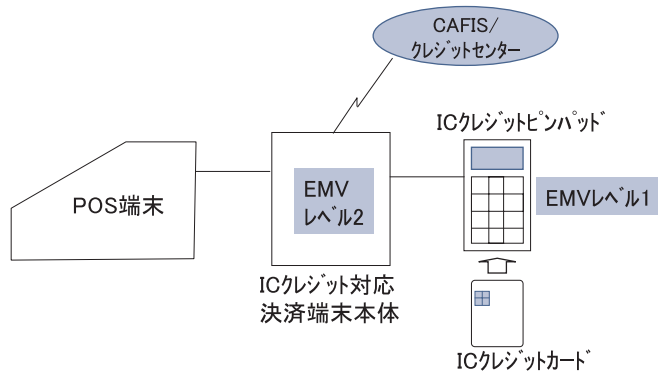 CAFIS/
クレジットセンター
ICクレジットピンパッド
POS端末
EMV
レベル2
EMVレベル1
ICクレジット対応
決済端末本体
ICクレジットカード